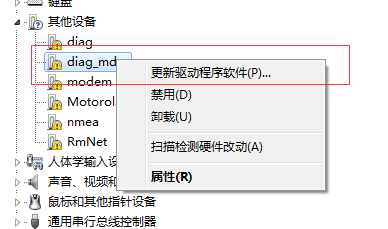 键盘
其他设备
diag
diag_md
modem
Motorol
nmea
RmNet
人体学输入设
声音、视频和
鼠标和其他指针设备
通用串行总线控制器
更新驱动程序软件(P)...
禁用(D)
卸载(U)
扫描检测硬件改动(A)
属性(R)